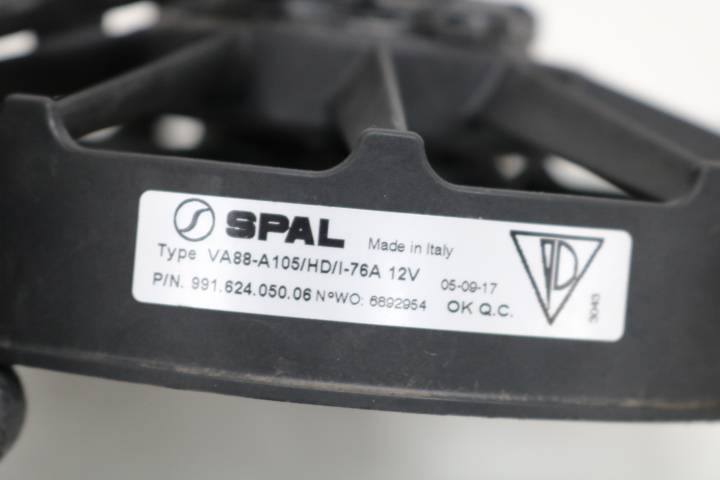 SPAL Made in Italy
Type VA88-A105/HD/I-76A 12V 05-09-17
P/N. 991.624.050.06 N°WO: 6892954 OK Q.C.
PD
3043